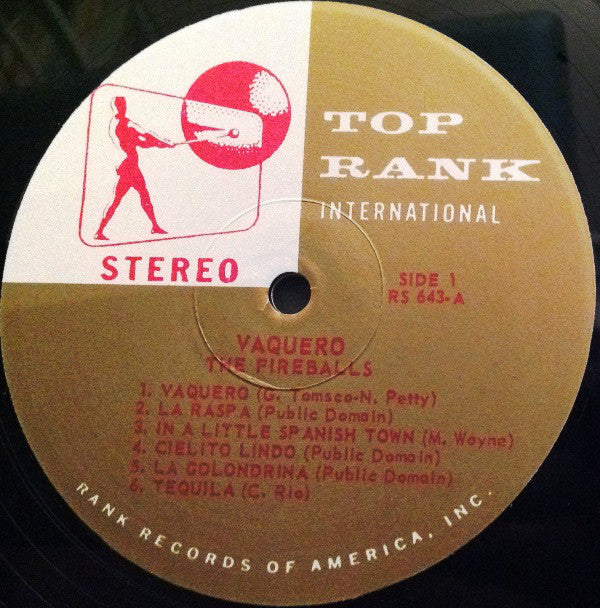 TOP
RANK
INTERNATIONAL
STEREO
SIDE 1
RS 643-A
VAQUERO
THE FIREBALLS
1. VAQUERO (G. Tomsco-N. Petty)
2. LA RASPA (Public Domain)
3. IN A LITTLE SPANISH TOWN (M. Wayne)
4. CIELITO LINDO (Public Domain)
5. LA GOLONDRINA (Public Domain)
6. TEQUILA (C. Rio)
RANK RECORDS OF AMERICA, INC.